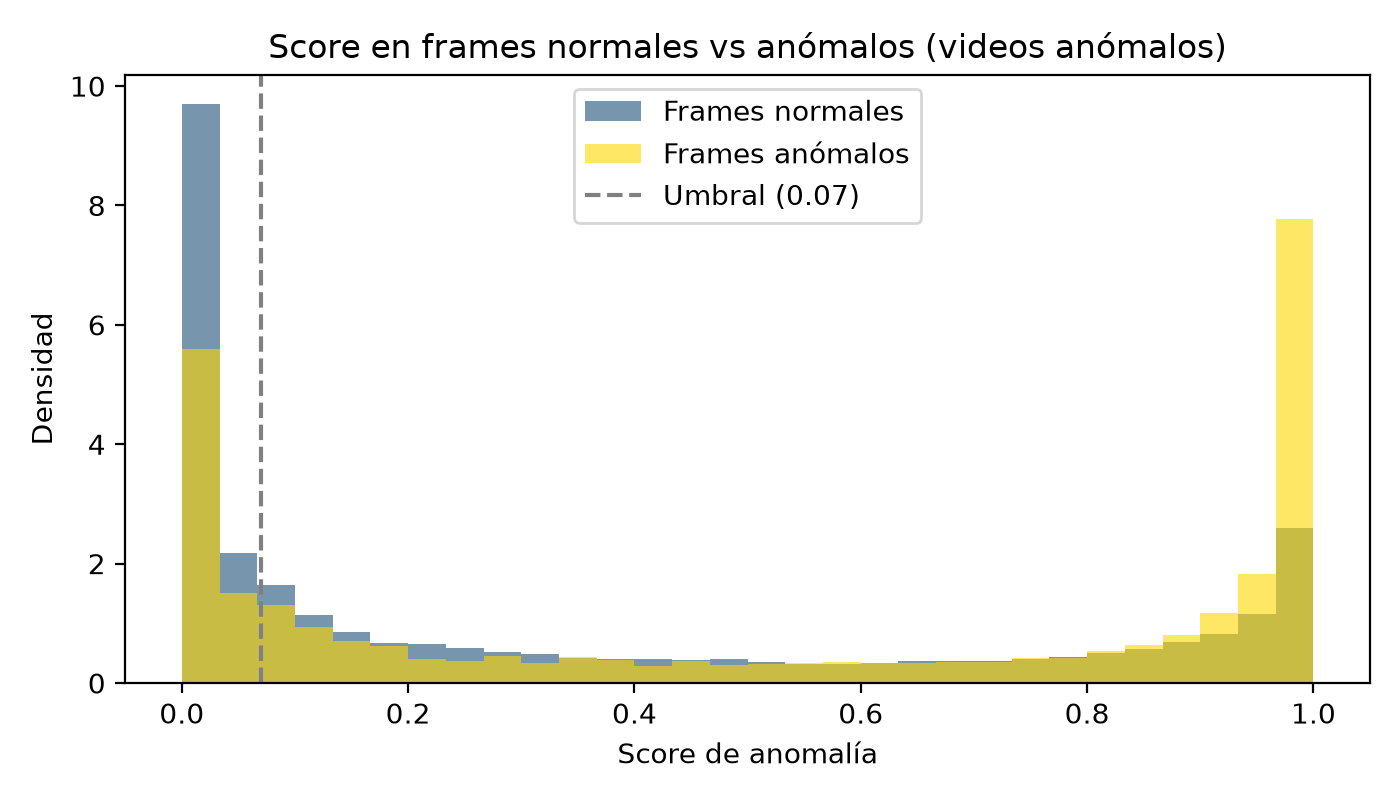 Score en frames normales vs anómalos (videos anómalos)
Frames normales
Frames anómalos
Umbral (0.07)
Densidad
10
8
6
4
2
0
0.0 0.2 0.4 0.6 0.8 1.0
Score de anomalía